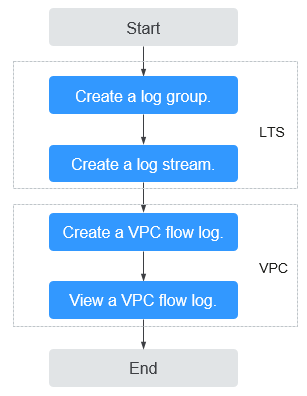 Start
Create a log group.
LTS
Create a log stream.
Create a VPC flow log.
VPC
View a VPC flow log.
End